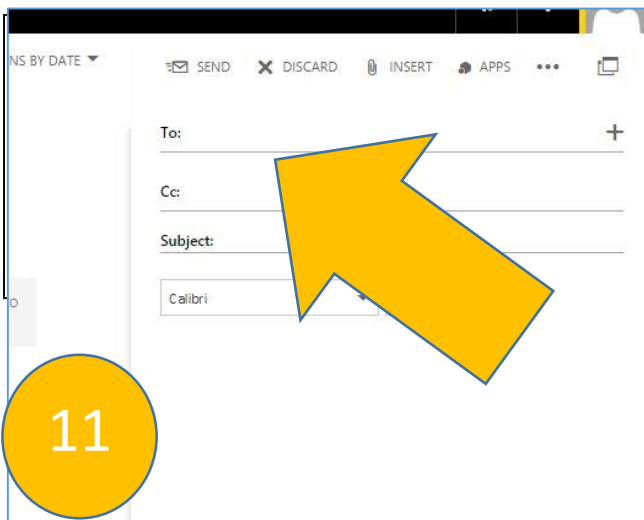 NS BY DATE
SEND DISCARD INSERT APPS •••
To:
Cc:
Subject:
Calibri
11